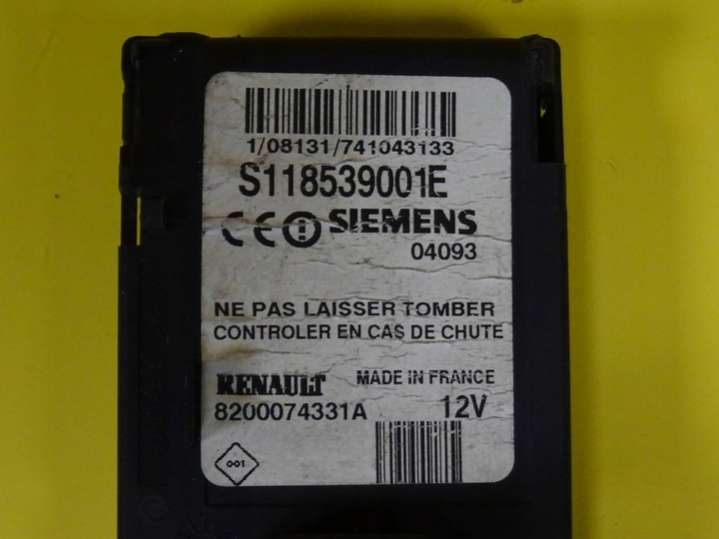 1/08131/741043133
S118539001E
CE SIEMENS
04093
NE PAS LAISSER TOMBER
CONTROLER EN CAS DE CHUTE
RENAULT MADE IN FRANCE
8200074331A 12V
001